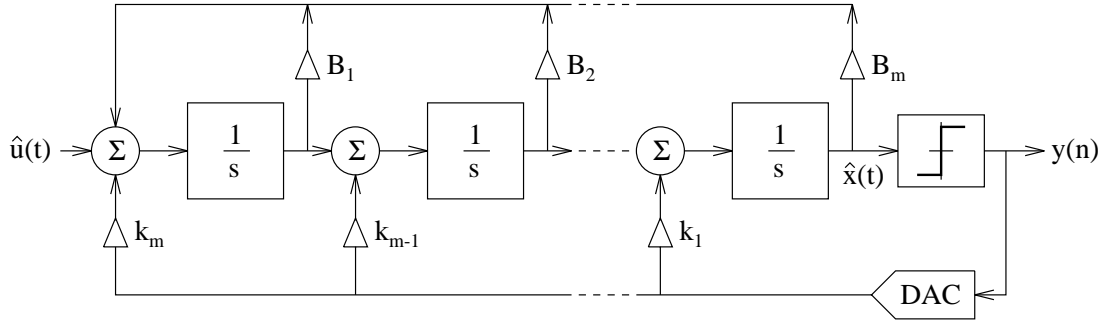 B₁
B₂
Bₘ
û(t)
Σ
1
s
Σ
1
s
Σ
1
s
x̂(t)
y(n)
kₘ
kₘ₋₁
k₁
DAC